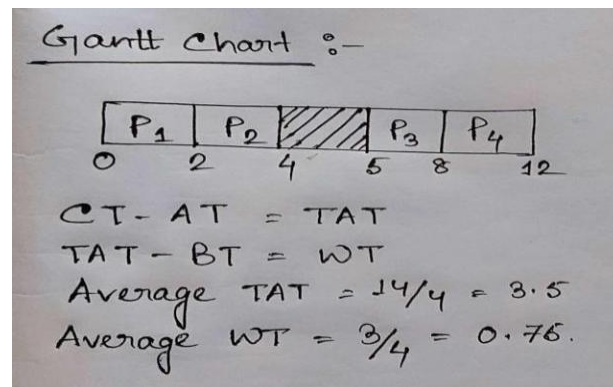 Gantt Chart :-
P1 P2 P3 P4
0 2 4 5 8 12
CT - AT = TAT
TAT - BT = WT
Average TAT = 14/4 = 3.5
Average WT = 3/4 = 0.75.